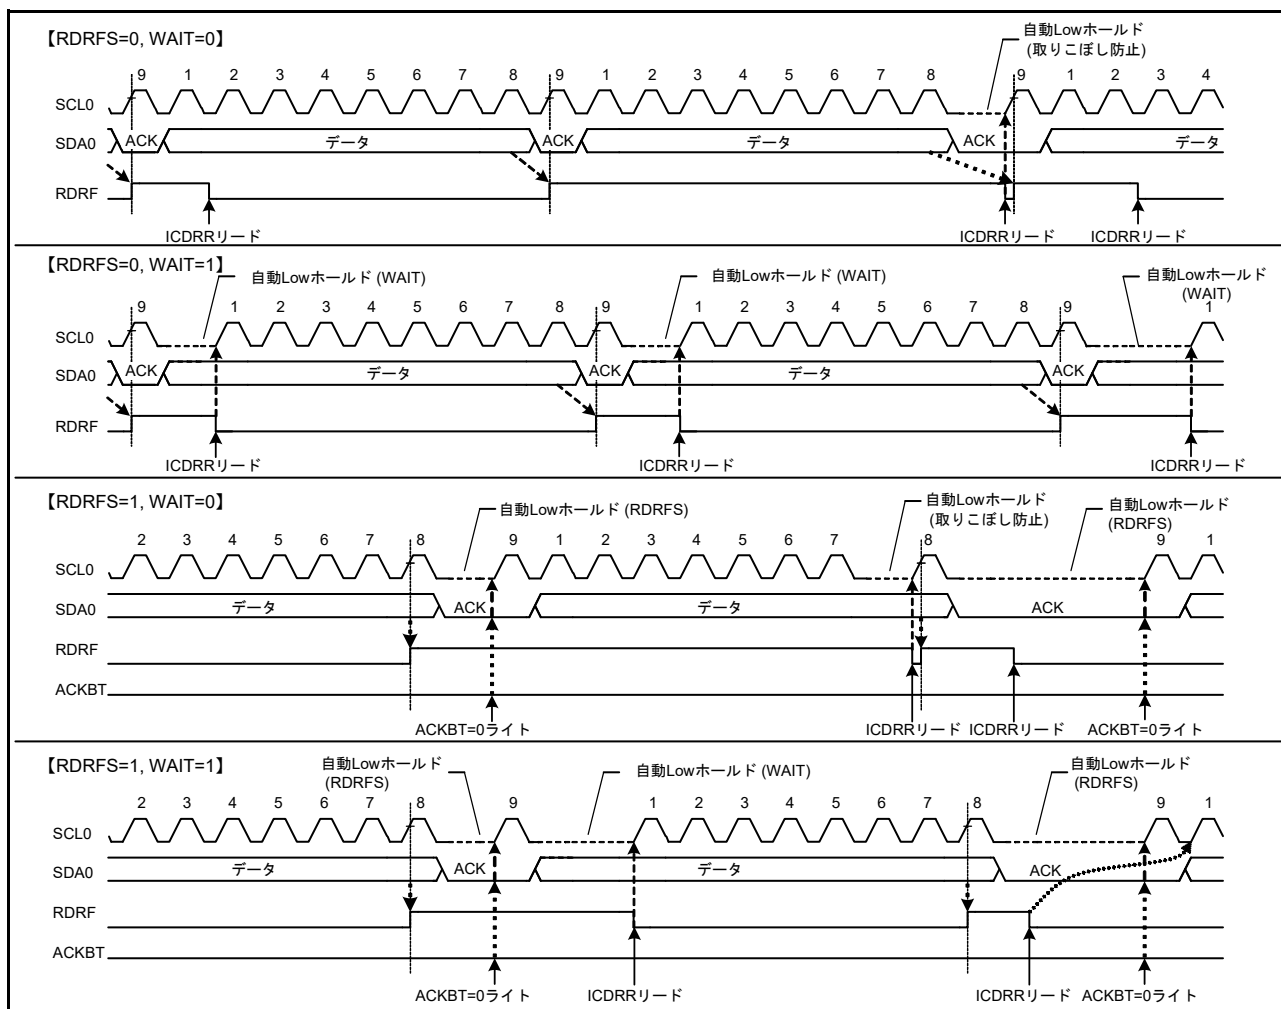 【RDRFS=0, WAIT=0】
自動Lowホールド
(取りこぼし防止)
9 1 2 3 4 5 6 7 8 9 1 2 3 4 5 6 7 8 9 1 2 3 4
SCL0
SDA0 ACK データ ACK データ ACK データ
RDRF
ICDRRリード ICDRRリード ICDRRリード
【RDRFS=0, WAIT=1】
自動Lowホールド (WAIT) 自動Lowホールド (WAIT) 自動Lowホールド
(WAIT)
9 1 2 3 4 5 6 7 8 9 1 2 3 4 5 6 7 8 9 1
SCL0
SDA0 ACK データ ACK データ ACK
RDRF
ICDRRリード ICDRRリード ICDRRリード
【RDRFS=1, WAIT=0】
自動Lowホールド (RDRFS) 自動Lowホールド
(取りこぼし防止) 自動Lowホールド
(RDRFS)
2 3 4 5 6 7 8 9 1 2 3 4 5 6 7 8 9 1
SCL0
SDA0 データ ACK データ ACK
RDRF
ACKBT
ACKBT=0ライト ICDRRリード ICDRRリード ACKBT=0ライト
【RDRFS=1, WAIT=1】
自動Lowホールド
(RDRFS) 自動Lowホールド (WAIT) 自動Lowホールド
(RDRFS)
2 3 4 5 6 7 8 9 1 2 3 4 5 6 7 8 9 1
SCL0
SDA0 データ ACK データ ACK
RDRF
ACKBT
ACKBT=0ライト ICDRRリード ICDRRリード ACKBT=0ライト